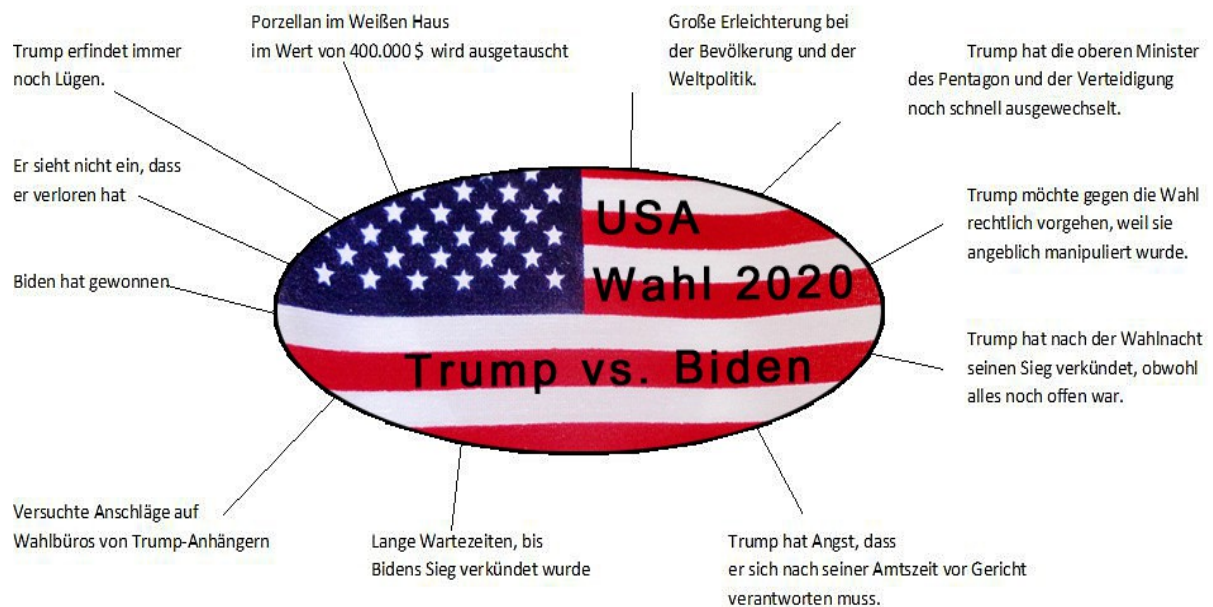 Porzellan im Weißen Haus
im Wert von 400.000 $ wird ausgetauscht
Große Erleichterung bei
der Bevölkerung und der
Weltpolitik.
Trump erfindet immer
noch Lügen.
Trump hat die oberen Minister
des Pentagon und der Verteidigung
noch schnell ausgewechselt.
Er sieht nicht ein, dass
er verloren hat
Trump möchte gegen die Wahl
rechtlich vorgehen, weil sie
angeblich manipuliert wurde.
Biden hat gewonnen
USA
Wahl 2020
Trump vs. Biden
Trump hat nach der Wahlnacht
seinen Sieg verkündet, obwohl
alles noch offen war.
Versuchte Anschläge auf
Wahlbüros von Trump-Anhängern
Lange Wartezeiten, bis
Bidens Sieg verkündet wurde
Trump hat Angst, dass
er sich nach seiner Amtszeit vor Gericht
verantworten muss.